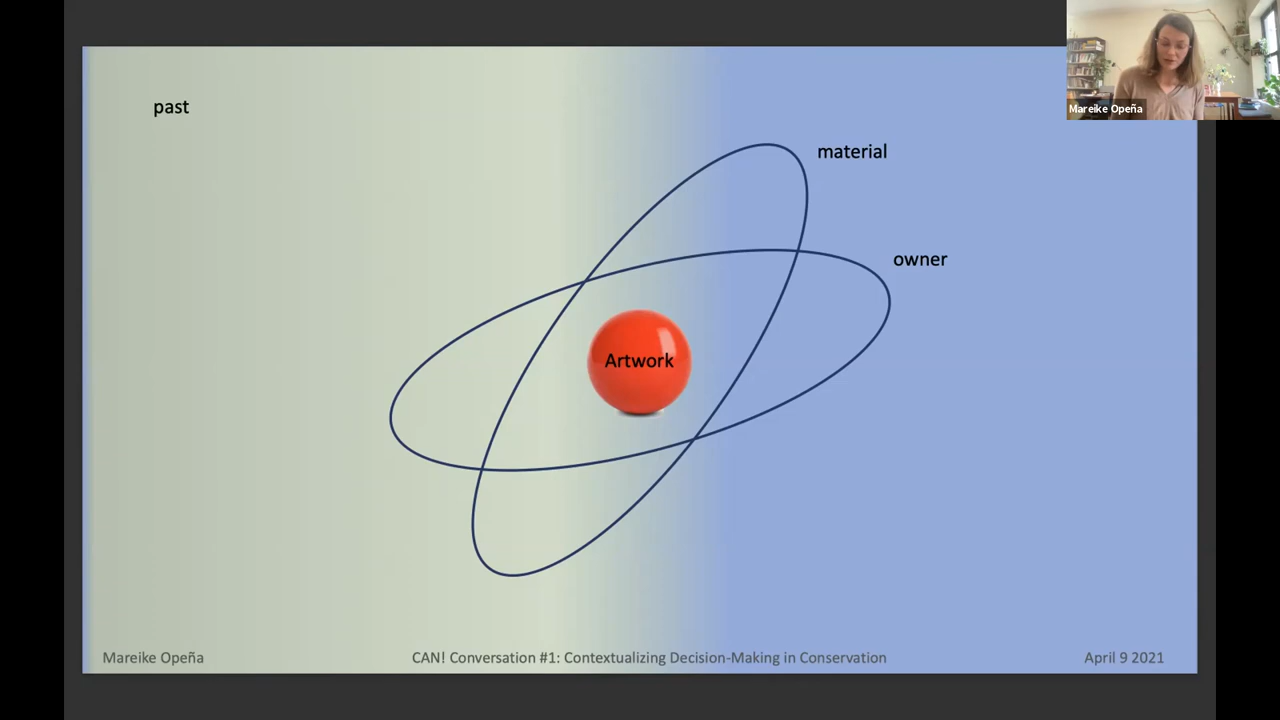 Mareike Opeña
past
material
owner
Artwork
Mareike Opeña
CAN! Conversation #1: Contextualizing Decision-Making in Conservation
April 9 2021